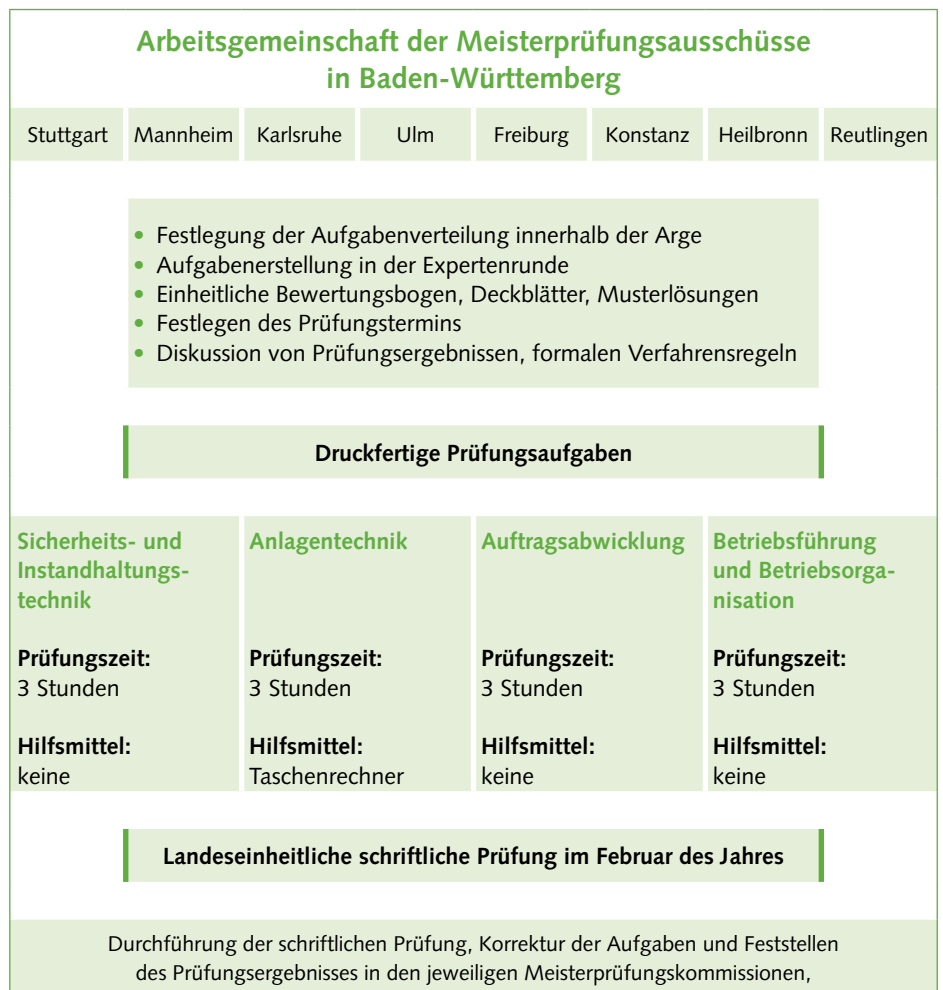 Arbeitsgemeinschaft der Meisterprüfungsausschüsse
in Baden-Württemberg
Stuttgart Mannheim Karlsruhe Ulm Freiburg Konstanz Heilbronn Reutlingen
• Festlegung der Aufgabenverteilung innerhalb der Arge
• Aufgabenerstellung in der Expertenrunde
• Einheitliche Bewertungsbogen, Deckblätter, Musterlösungen
• Festlegen des Prüfungstermins
• Diskussion von Prüfungsergebnissen, formalen Verfahrensregeln
Druckfertige Prüfungsaufgaben
Sicherheits- und
Instandhaltungs-
technik
Prüfungszeit:
3 Stunden
Hilfsmittel:
keine
Anlagentechnik
Prüfungszeit:
3 Stunden
Hilfsmittel:
Taschenrechner
Auftragsabwicklung
Prüfungszeit:
3 Stunden
Hilfsmittel:
keine
Betriebsführung
und Betriebsorga-
nisation
Prüfungszeit:
3 Stunden
Hilfsmittel:
keine
Landeseinheitliche schriftliche Prüfung im Februar des Jahres
Durchführung der schriftlichen Prüfung, Korrektur der Aufgaben und Feststellen
des Prüfungsergebnisses in den jeweiligen Meisterprüfungskommissionen,